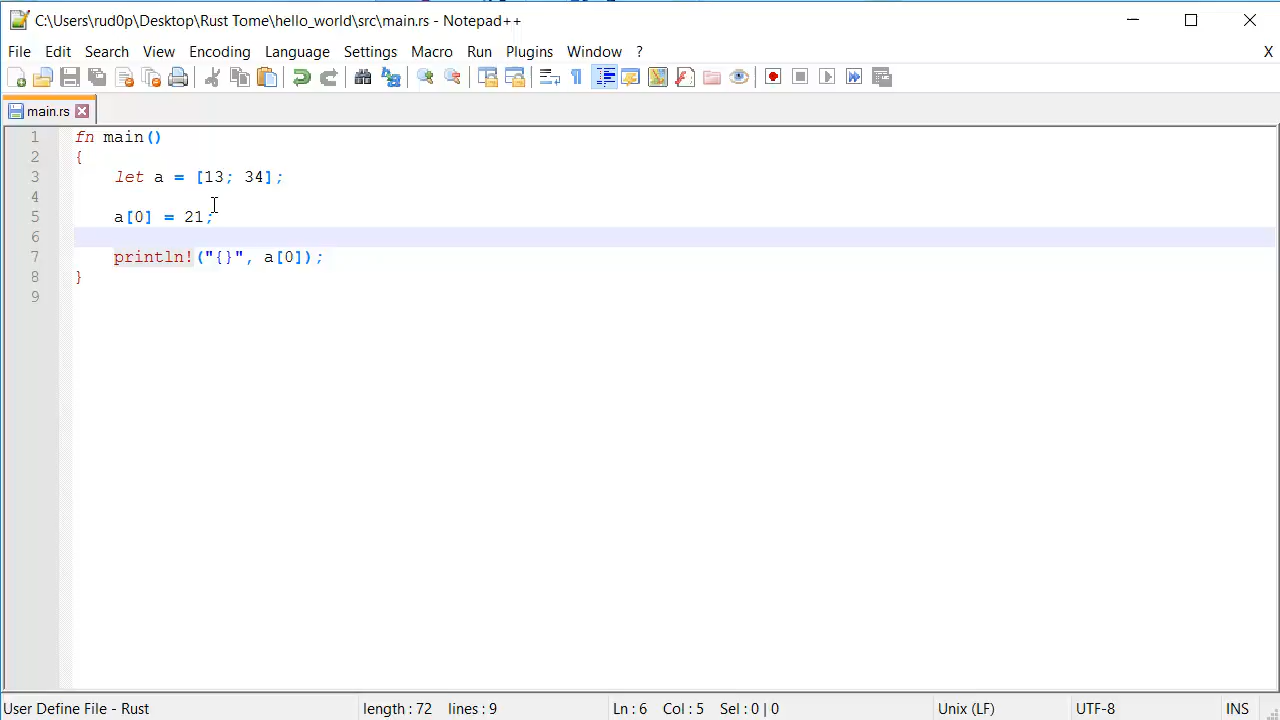 C:\Users\rud0p\Desktop\Rust Tome\hello_world\src\main.rs - Notepad++
File Edit Search View Encoding Language Settings Macro Run Plugins Window ? X
main.rs
1 fn main()
2 {
3 let a = [13; 34];
4
5 a[0] = 21;
6
7 println!("{}", a[0]);
8 }
9
User Define File - Rust length : 72 lines : 9 Ln : 6 Col : 5 Sel : 0 | 0 Unix (LF) UTF-8 INS